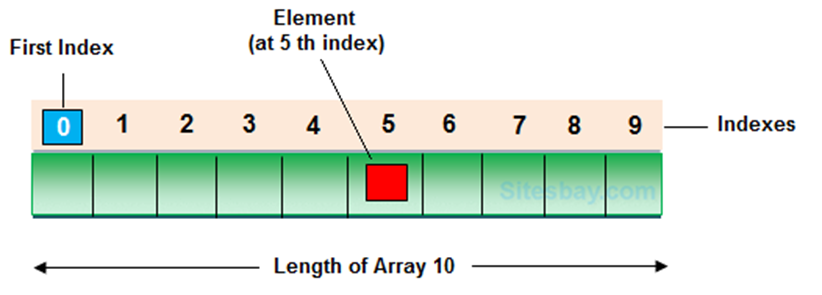 Element
(at 5 th index)
First Index
0 1 2 3 4 5 6 7 8 9
Indexes
Sitesbay.com
Length of Array 10